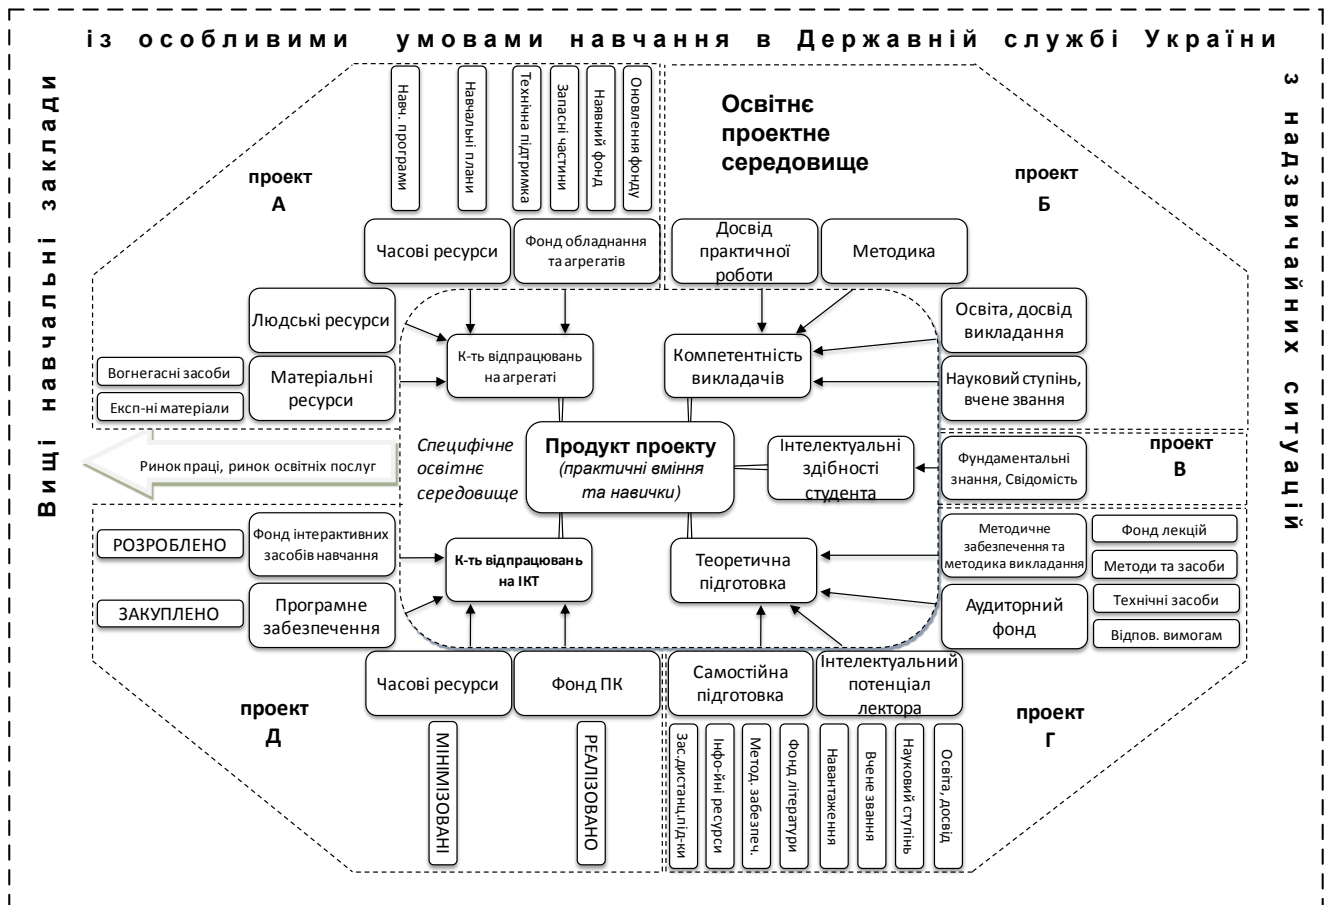 із особливими умовами навчання в Державній службі України
Вищі навчальні заклади
з надзвичайних ситуацій
Освітнє
проектне
середовище
проект
А
проект
Б
Навч. програми
Навчальні плани
Технічна підтримка
Запасні частини
Наявний фонд
Оновлення фонду
Часові ресурси
Фонд обладнання
та агрегатів
Досвід
практичної
роботи
Методика
Людські ресурси
Освіта, досвід
викладання
К-ть відпрацювань
на агрегаті
Компетентність
викладачів
Вогнегасні засоби
Експ-ні матеріали
Матеріальні
ресурси
Науковий ступінь,
вчене звання
Ринок праці, ринок освітніх послуг
Специфічне
освітнє
середовище
Продукт проекту
(практичні вміння
та навички)
Інтелектуальні
здібності
студента
Фундаментальні
знання, Свідомість
проект
В
РОЗРОБЛЕНО
Фонд інтерактивних
засобів навчання
К-ть відпрацювань
на ІКТ
Теоретична
підготовка
Методичне
забезпечення та
методика викладання
Фонд лекцій
Методи та засоби
ЗАКУПЛЕНО
Програмне
забезпечення
Аудиторний
фонд
Технічні засоби
Відпов. вимогам
Часові ресурси
Фонд ПК
Самостійна
підготовка
Інтелектуальний
потенціал
лектора
проект
Д
проект
Г
МІНІМІЗОВАНІ
РЕАЛІЗОВАНО
Зас.дистанц.під-ки
Інфо-йні ресурси
Метод. забезпеч.
Фонд літератури
Навантаження
Вчене звання
Науковий ступінь
Освіта, досвід